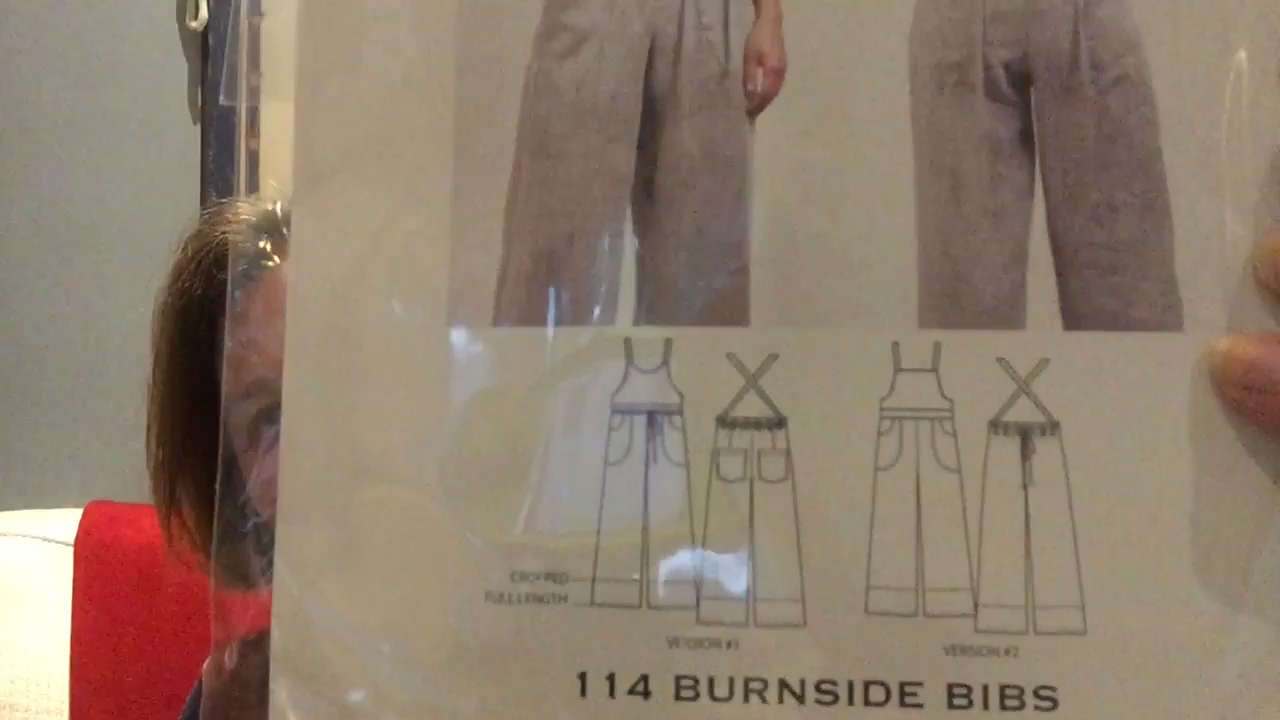 CROPPED
FULL LENGTH
VERSION #1
VERSION #2
114 BURNSIDE BIBS